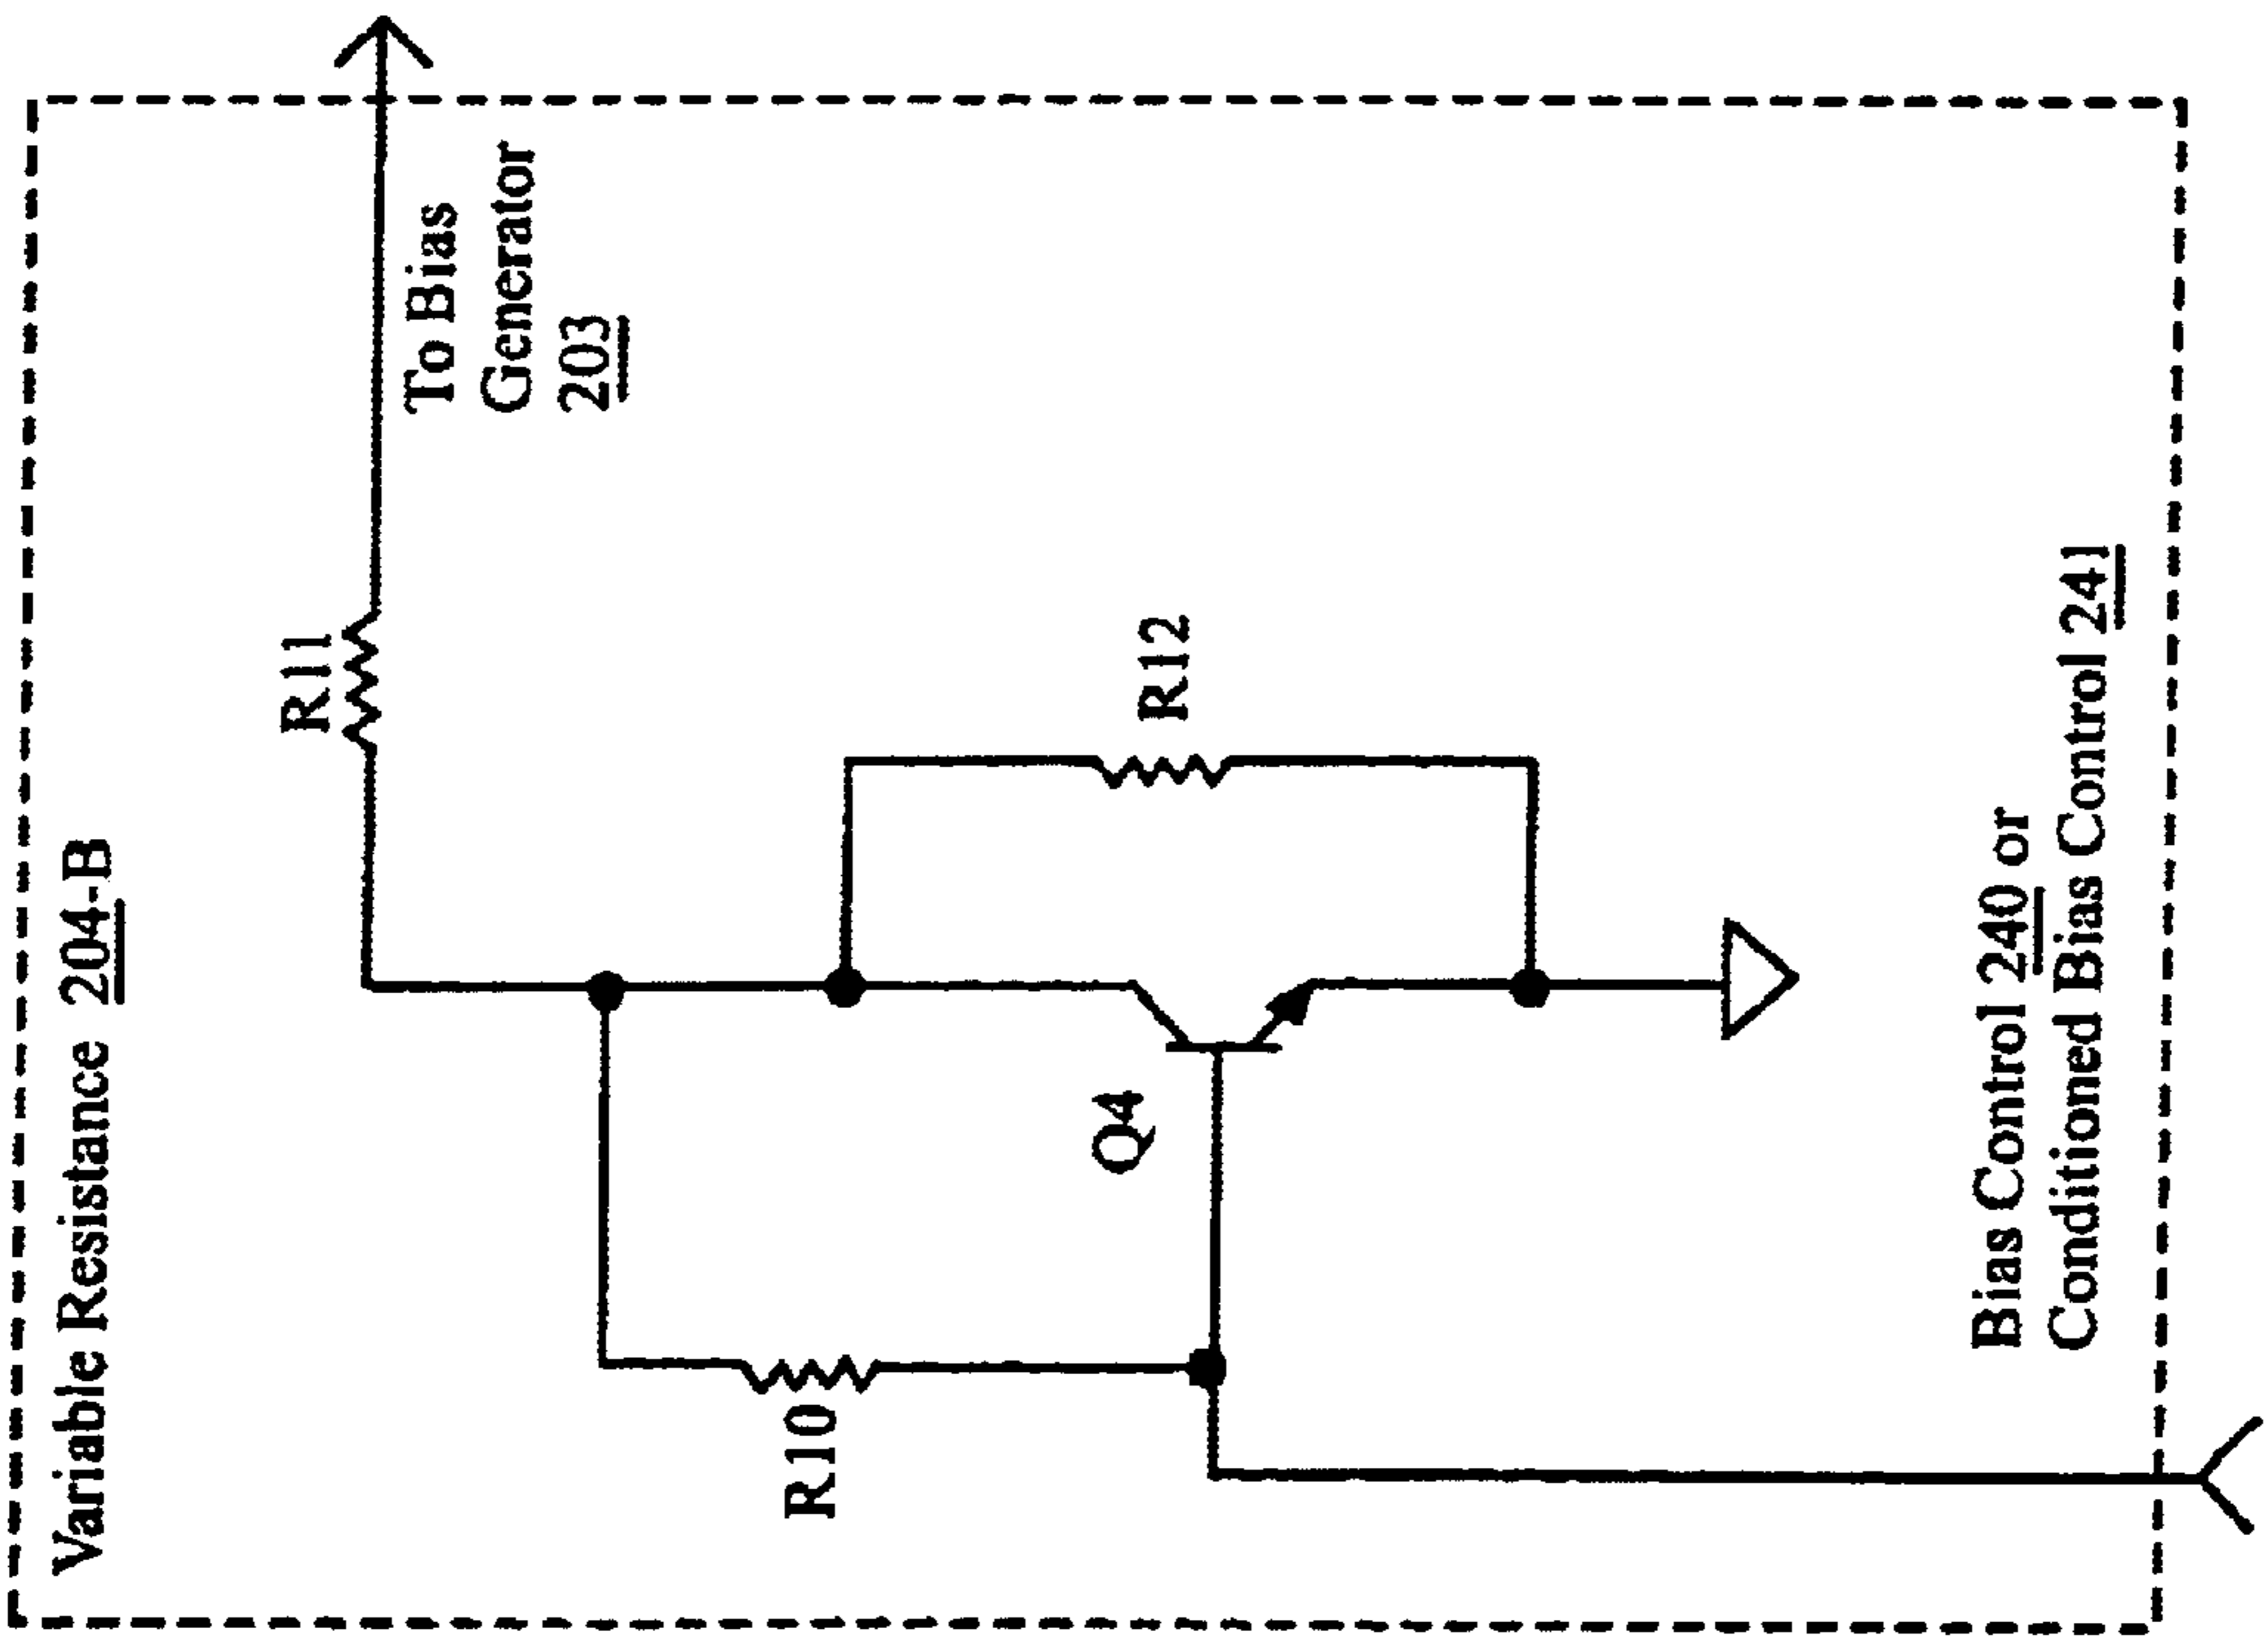 Variable Resistance 204-B
R11
To Bias
Generator
203
R10
Q4
R12
Bias Control 240 or
Conditioned Bias Control 241